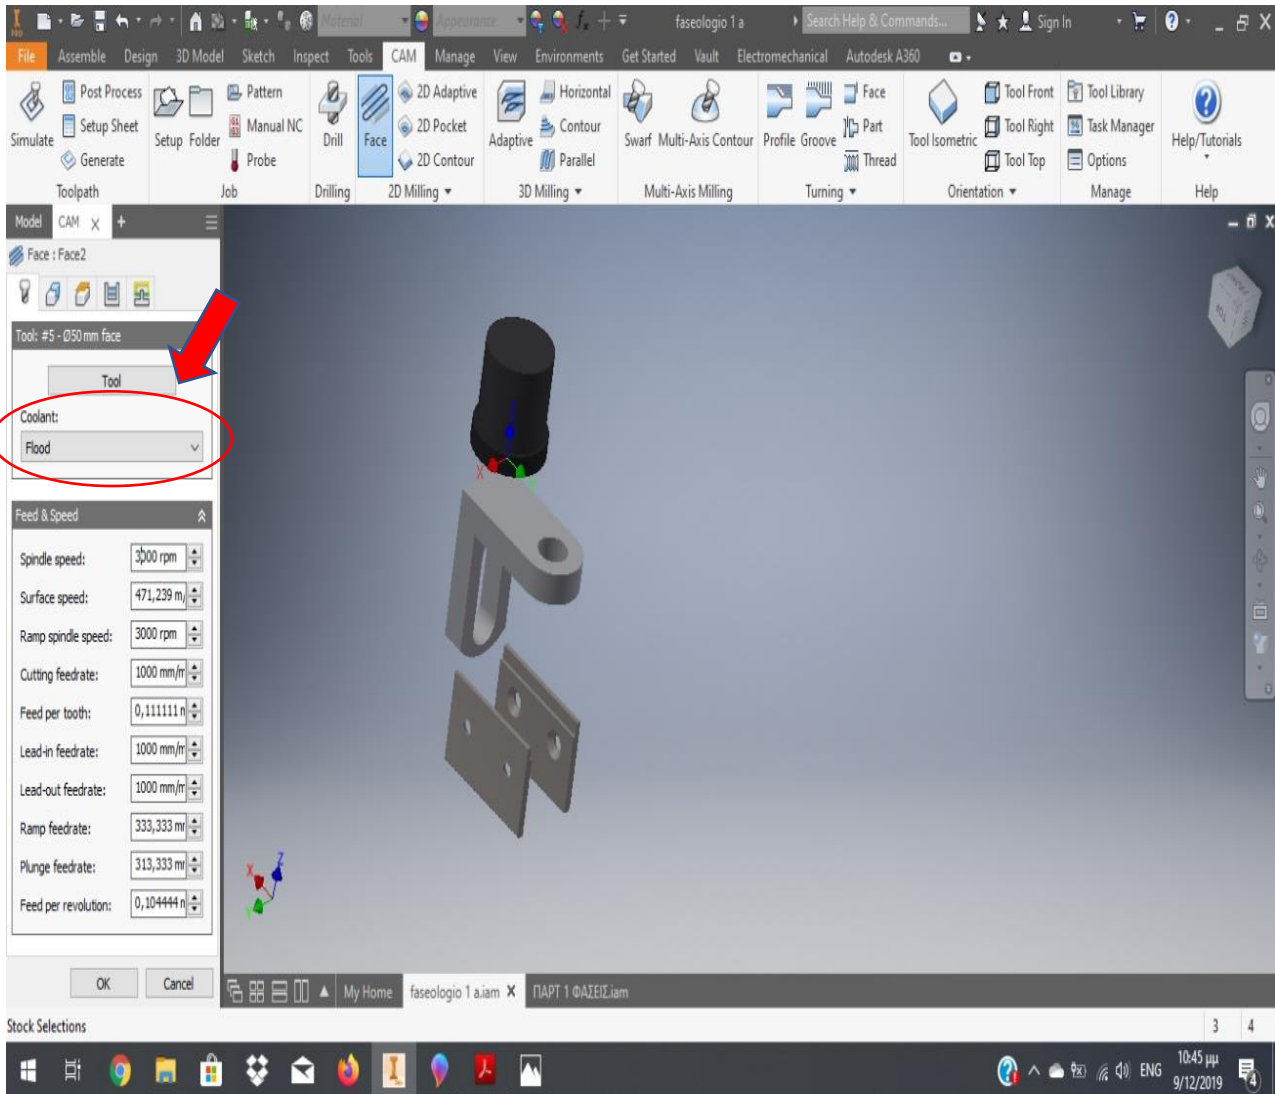 PRO Material Appearance fx faseologio 1 a Search Help & Commands... Sign In
File Assemble Design 3D Model Sketch Inspect Tools CAM Manage View Environments Get Started Vault Electromechanical Autodesk A360
Simulate Post Process Setup Sheet Generate
Toolpath
Setup Folder Pattern Manual NC Probe
Job
Drill
Drilling
Face 2D Adaptive 2D Pocket 2D Contour
2D Milling
Adaptive Horizontal Contour Parallel
3D Milling
Swarf Multi-Axis Contour
Multi-Axis Milling
Profile Groove Face Part Thread
Turning
Tool Isometric Tool Front Tool Right Tool Top
Orientation
Tool Library Task Manager Options
Manage
Help/Tutorials
Help
Model CAM X +
Face : Face2
Tool: #5 - Ø50 mm face
Tool
Coolant:
Flood
Feed & Speed
Spindle speed: 3000 rpm
Surface speed: 471,239 m/
Ramp spindle speed: 3000 rpm
Cutting feedrate: 1000 mm/m
Feed per tooth: 0,111111
Lead-in feedrate: 1000 mm/m
Lead-out feedrate: 1000 mm/m
Ramp feedrate: 333,333
Plunge feedrate: 313,333
Feed per revolution: 0,104444
OK Cancel
X
Z
X
Y
TOP
My Home faseologio 1 a.iam X ΠΑΡΤ 1 ΦΑΣΕΙΣ.iam
Stock Selections 3 4
ENG 10:45 μμ
9/12/2019 4